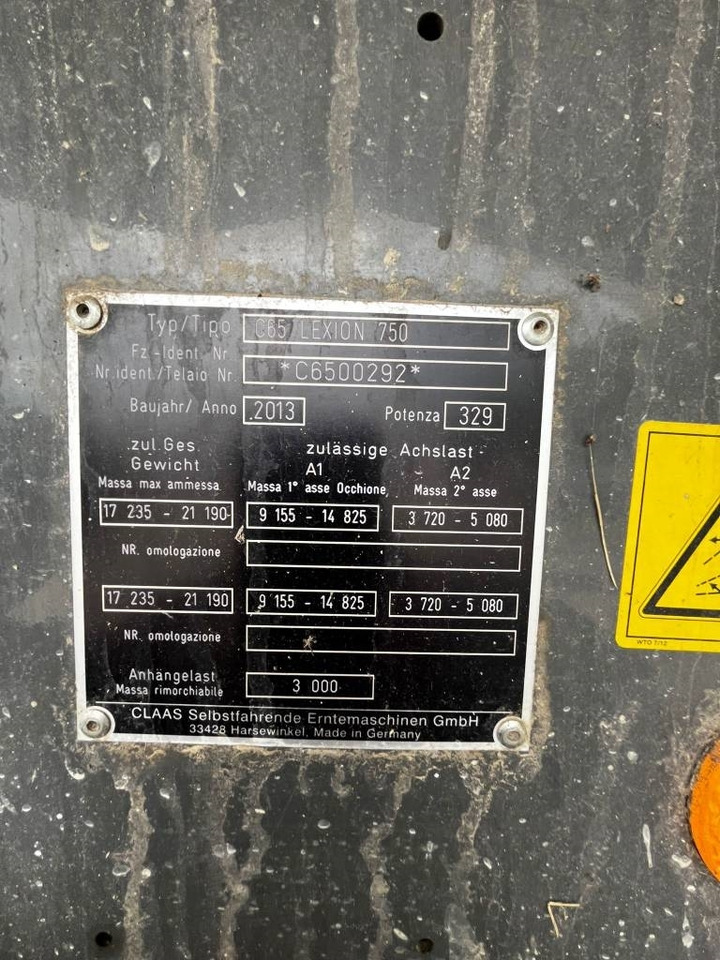 Typ/Tipo C65/LEXION 750
Fz.-Ident. Nr.
Nr.ident./Telaio Nr. *C6500292*
Baujahr/ Anno 2013 Potenza 329
zul.Ges. zulässige Achslast
Gewicht A1 A2
Massa max ammessa Massa 1° asse Occhione Massa 2° asse
17 235 - 21 190 9 155 - 14 825 3 720 - 5 080
NR. omologazione
17 235 - 21 190 9 155 - 14 825 3 720 - 5 080
NR. omologazione
Anhängelast
Massa rimorchiabile 3 000
CLAAS Selbstfahrende Erntemaschinen GmbH
33428 Harsewinkel, Made in Germany
WTO 7/12